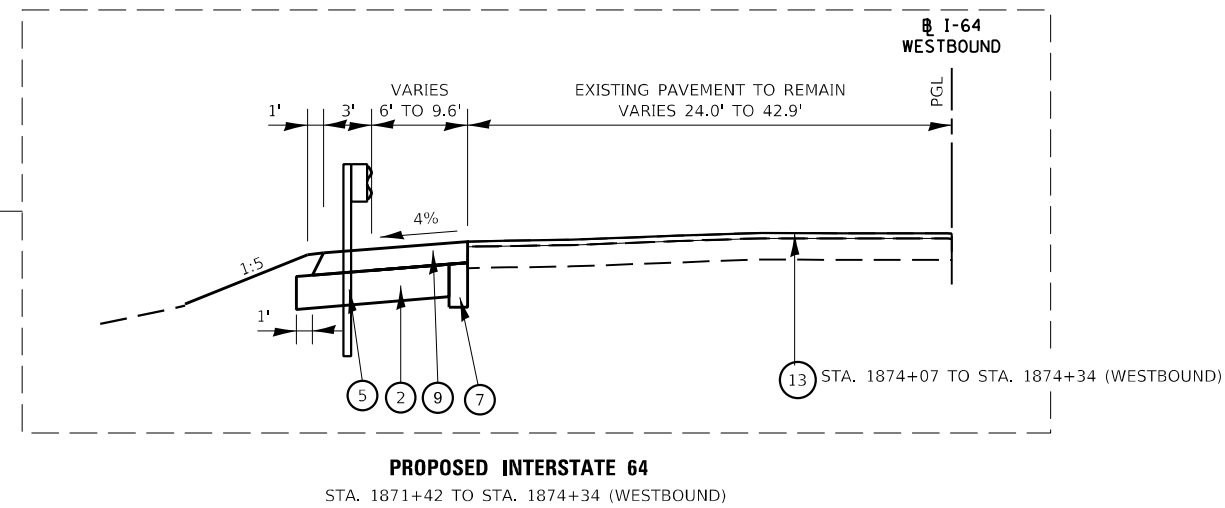 ℄ I-64
WESTBOUND
VARIES
EXISTING PAVEMENT TO REMAIN
1' 3' 6' TO 9.6' VARIES 24.0' TO 42.9'
PGL
4%
1:5
1'
5 2 9 7 13 STA. 1874+07 TO STA. 1874+34 (WESTBOUND)
PROPOSED INTERSTATE 64
STA. 1871+42 TO STA. 1874+34 (WESTBOUND)